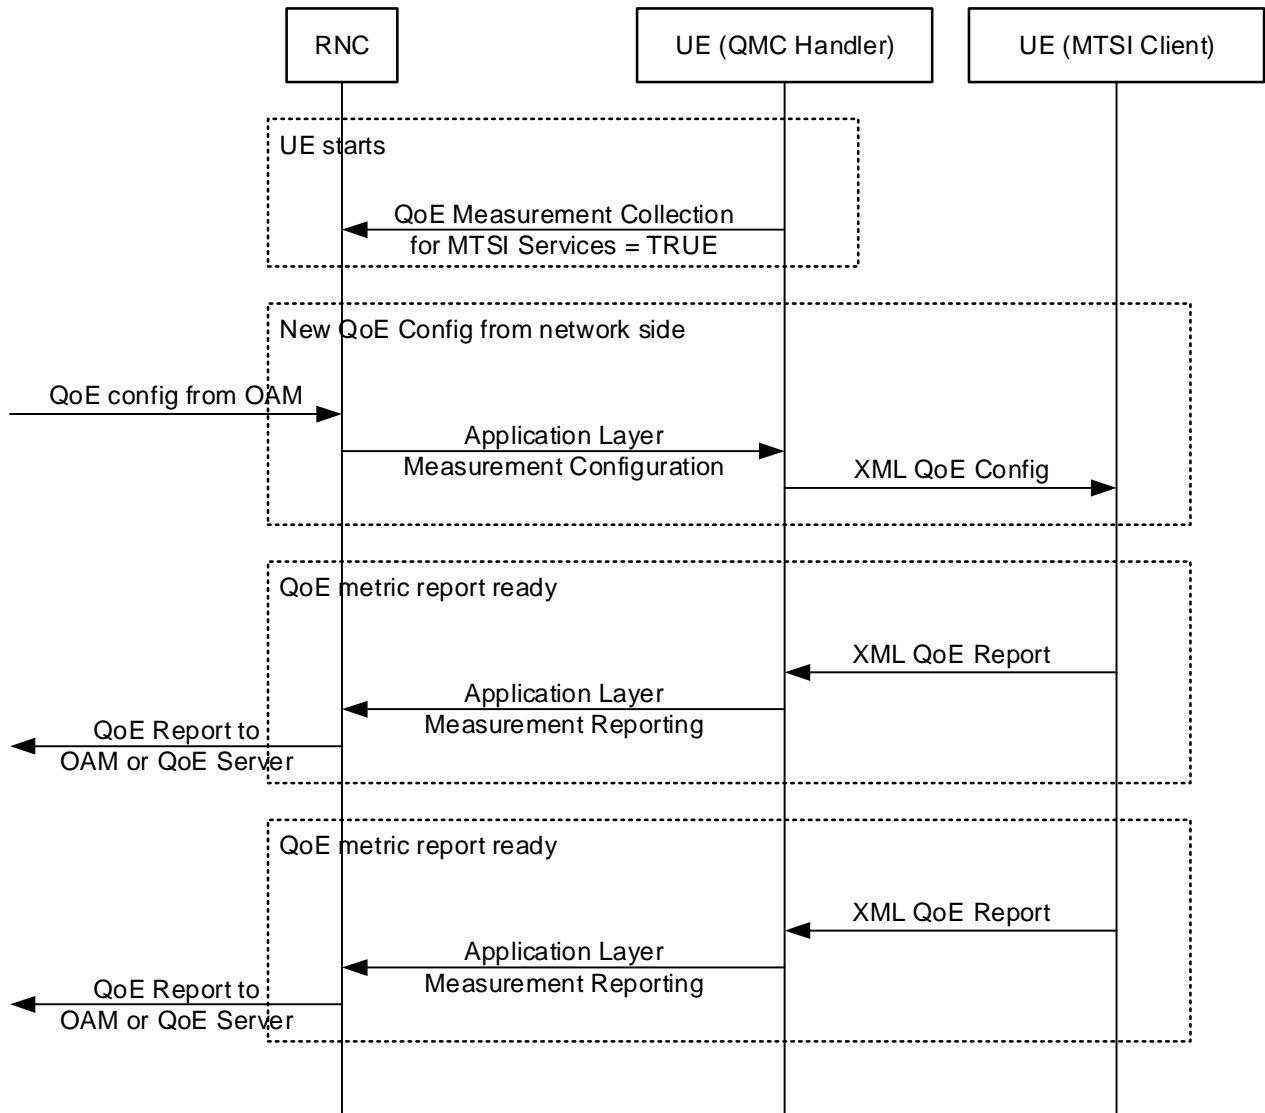 RNC
UE (QMC Handler)
UE (MTSI Client)
UE starts
QoE Measurement Collection
for MTSI Services = TRUE
New QoE Config from network side
QoE config from OAM
Application Layer
Measurement Configuration
XML QoE Config
QoE metric report ready
XML QoE Report
Application Layer
Measurement Reporting
QoE Report to
OAM or QoE Server
QoE metric report ready
XML QoE Report
Application Layer
Measurement Reporting
QoE Report to
OAM or QoE Server